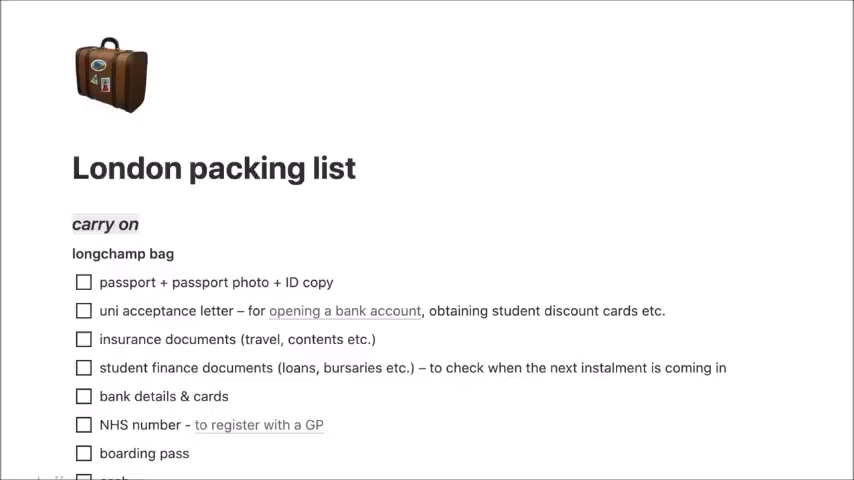 London packing list
carry on
longchamp bag
passport + passport photo + ID copy
uni acceptance letter – for opening a bank account, obtaining student discount cards etc.
insurance documents (travel, contents etc.)
student finance documents (loans, bursaries etc.) – to check when the next instalment is coming in
bank details & cards
NHS number - to register with a GP
boarding pass